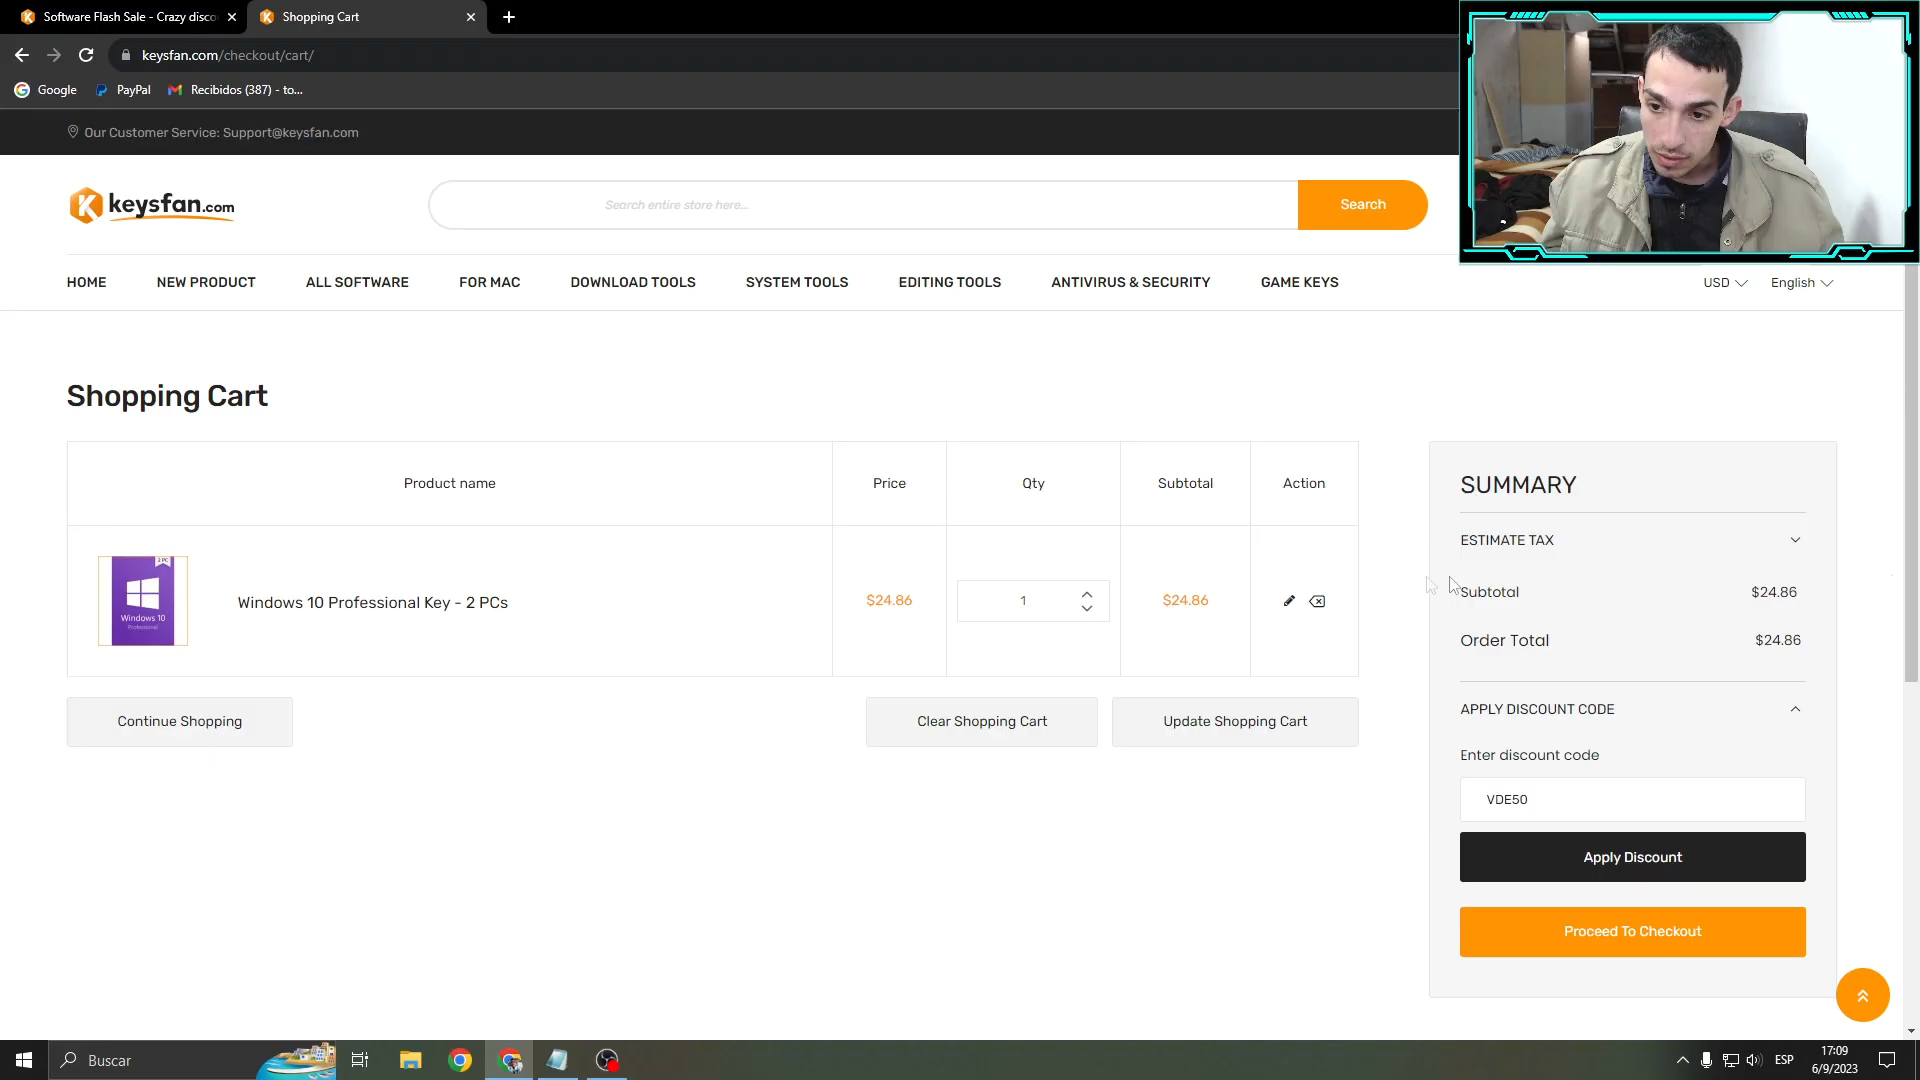 Software Flash Sale - Crazy disco
Shopping Cart
keysfan.com/checkout/cart/
Google
PayPal
Recibidos (387) - to...
Our Customer Service: Support@keysfan.com
keysfan.com
Search entire store here...
Search
HOME
NEW PRODUCT
ALL SOFTWARE
FOR MAC
DOWNLOAD TOOLS
SYSTEM TOOLS
EDITING TOOLS
ANTIVIRUS & SECURITY
GAME KEYS
USD
English
Shopping Cart
Product name
Price
Qty
Subtotal
Action
2 PC
Windows 10
Professional
Windows 10 Professional Key - 2 PCs
$24.86
1
$24.86
Continue Shopping
Clear Shopping Cart
Update Shopping Cart
SUMMARY
ESTIMATE TAX
Subtotal
$24.86
Order Total
$24.86
APPLY DISCOUNT CODE
Enter discount code
VDE50
Apply Discount
Proceed To Checkout
Buscar
ESP
17:09
6/9/2023